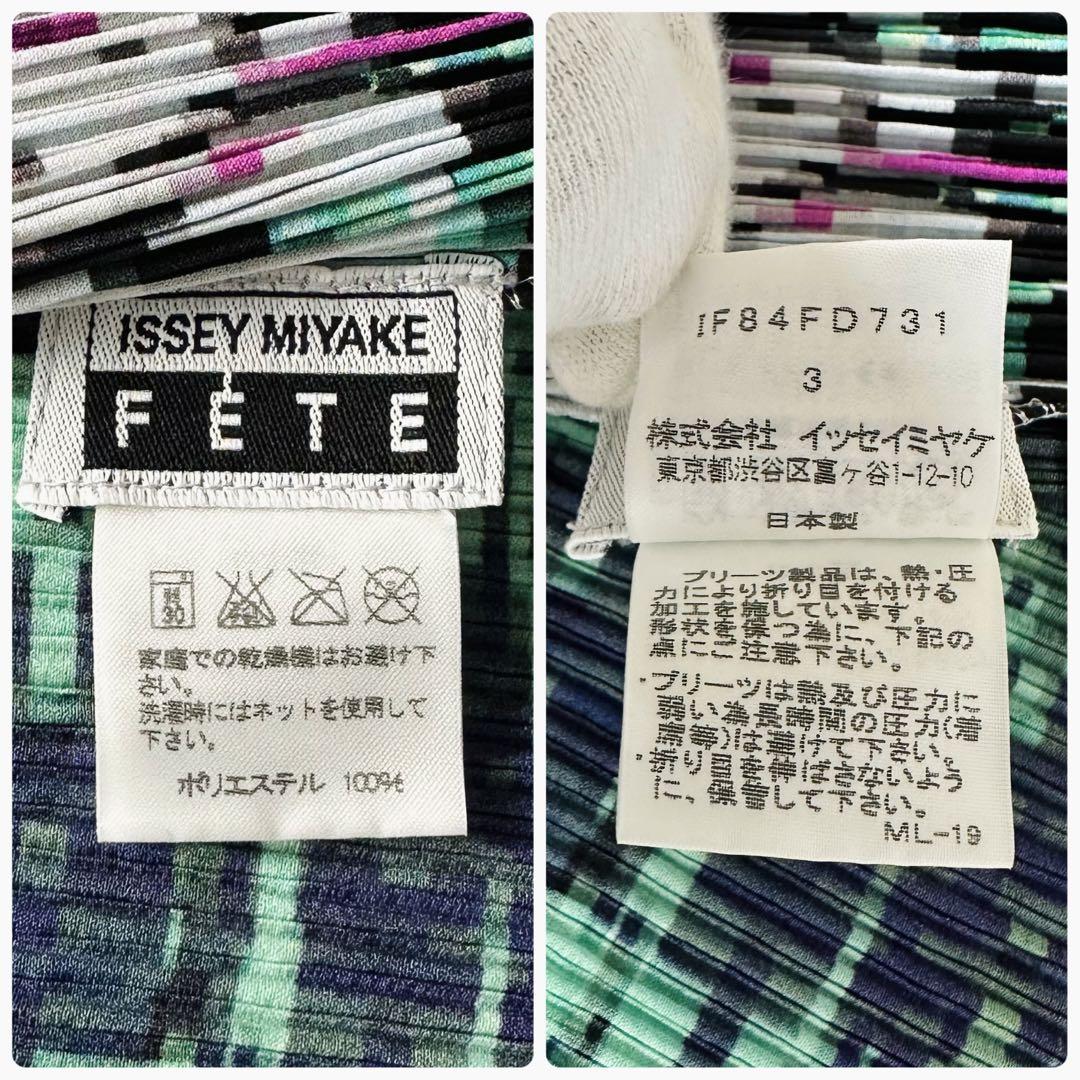 ISSEY MIYAKE
FÊTE
30
家庭での乾燥機はお避け下
さい。
洗濯時にはネットを使用して
下さい。
ポリエステル 100%
IF84FD731
3
株式会社 イッセイミヤケ
東京都渋谷区富ヶ谷1-12-10
日本製
プリーツ製品は、熱・圧
力により折り目を付ける
加工を施しています。
形状を保つ為に、下記の
点にご注意下さい。
・プリーツは熱及び圧力に
弱い為長時間の圧力(着
席等)は避けて下さい。
・折り目を伸ばさないよう
に、保管して下さい。
ML-19